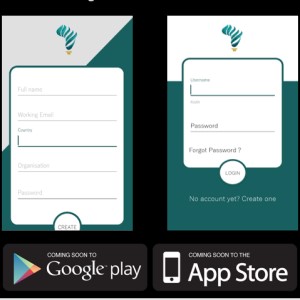 Full name
Working Email
Country
Organisation
Password
CREATE
Username
Password
Forgot Password ?
LOGIN
No account yet? Create one
COMING SOON TO
Google play
COMING SOON TO THE
App Store